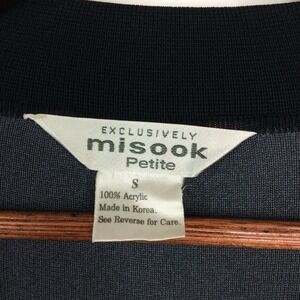 EXCLUSIVELY
misook
Petite
S
100% Acrylic
Made in Korea.
See Reverse for Care.